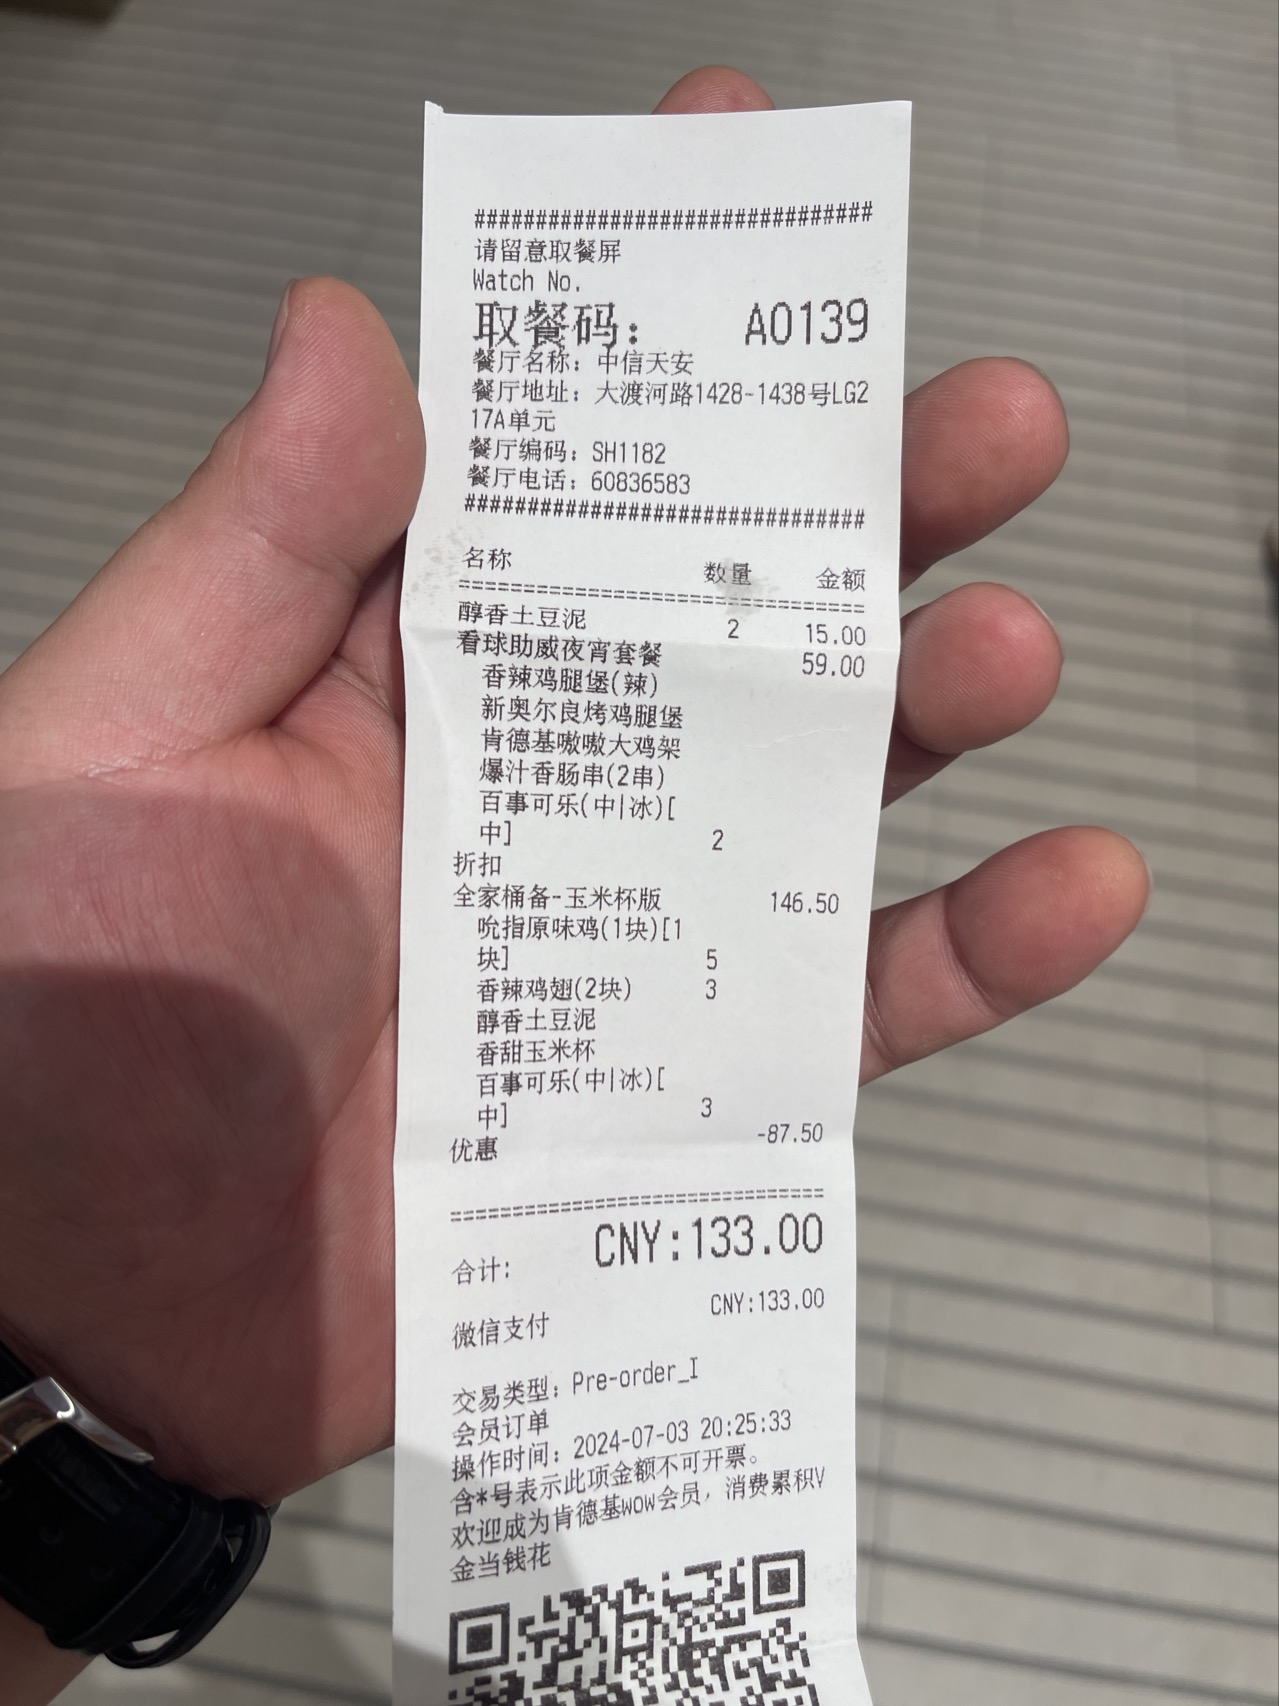 ################################
请留意取餐屏
Watch No.
取餐码： A0139
餐厅名称：中信天安
餐厅地址：大渡河路1428-1438号LG2
17A单元
餐厅编码：SH1182
餐厅电话：60836583
################################
名称 数量 金额
================================
醇香土豆泥 2 15.00
看球助威夜宵套餐 59.00
香辣鸡腿堡(辣)
新奥尔良烤鸡腿堡
肯德基嗷嗷大鸡架
爆汁香肠串(2串)
百事可乐(中|冰)[
中] 2
折扣
全家桶备-玉米杯版 146.50
吮指原味鸡(1块)[1
块] 5
香辣鸡翅(2块) 3
醇香土豆泥
香甜玉米杯
百事可乐(中|冰)[
中] 3
优惠 -87.50
================================
合计: CNY:133.00
微信支付 CNY:133.00
交易类型：Pre-order_I
会员订单
操作时间：2024-07-03 20:25:33
含*号表示此项金额不可开票。
欢迎成为肯德基wow会员，消费累积V
金当钱花